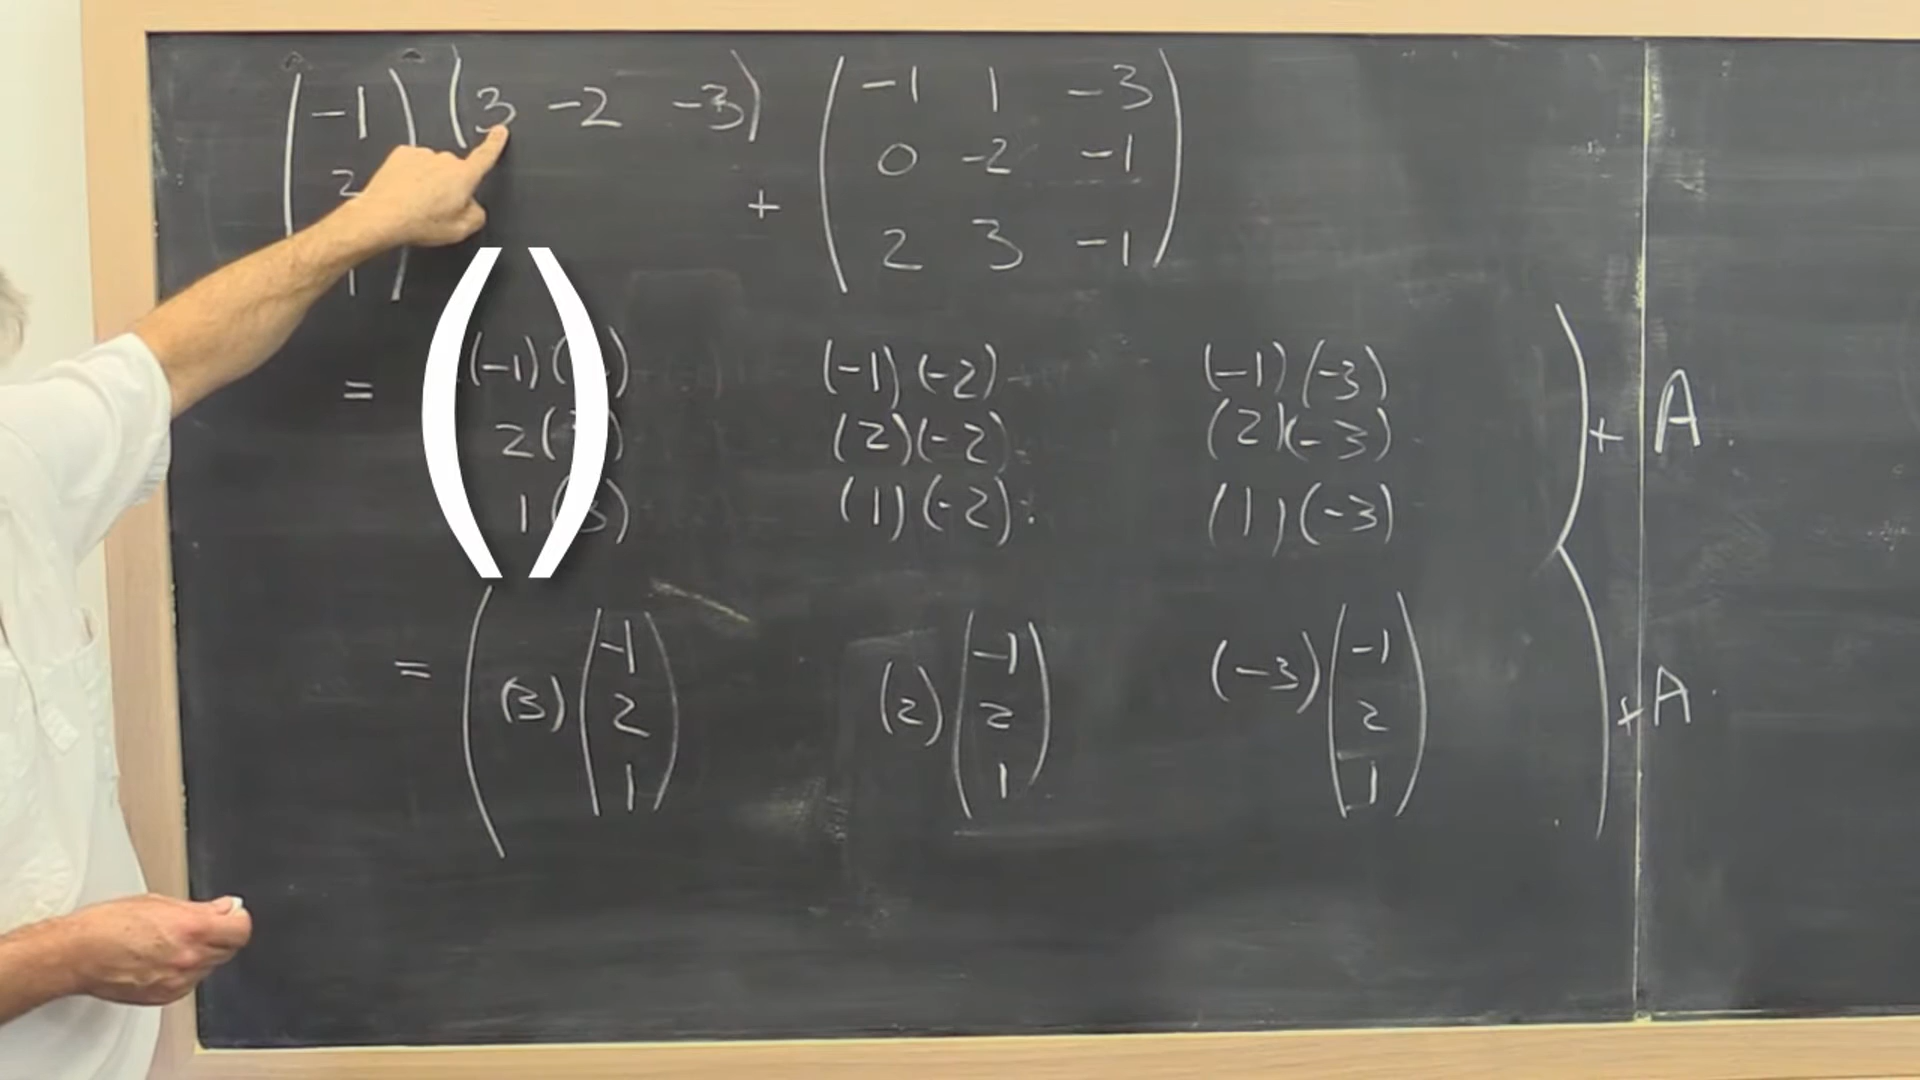 -1 (3 -2 -3) -1 1 -3
2 0 -2 -1
+
1 2 3 -1
= (-1)( ) (-1)(-2) (-1)(-3)
2( ) (2)(-2) (2)(-3) + A
1(3) (1)(-2) (1)(-3)
= (3) -1 (2) -1 (-3) -1
2 2 2 + A
1 1 1
( )